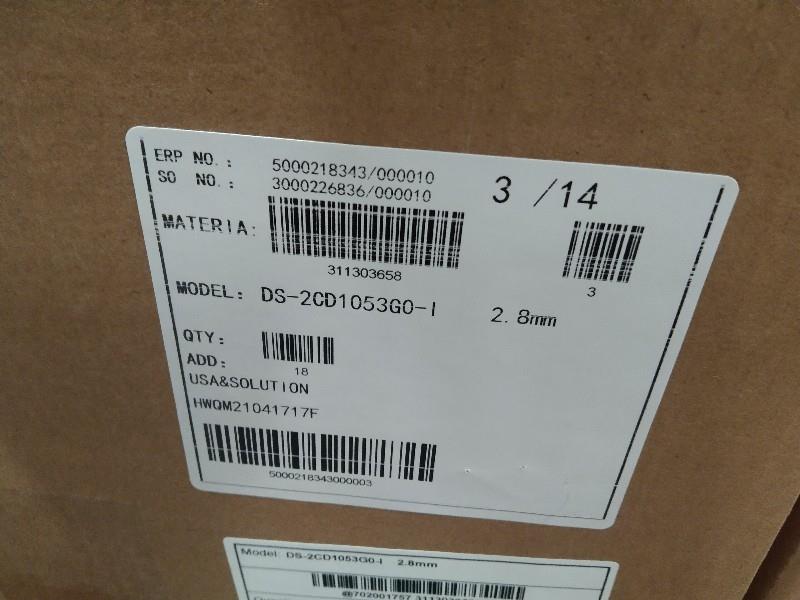 ERP NO.: 5000218343/000010
SO NO.: 3000226836/000010
3 /14
MATERIA:
311303658
3
MODEL: DS-2CD1053G0-I 2.8mm
QTY:
18
ADD:
USA&SOLUTION
HWQM21041717F
5000218343000003
Model: DS-2CD1053G0-I 2.8mm